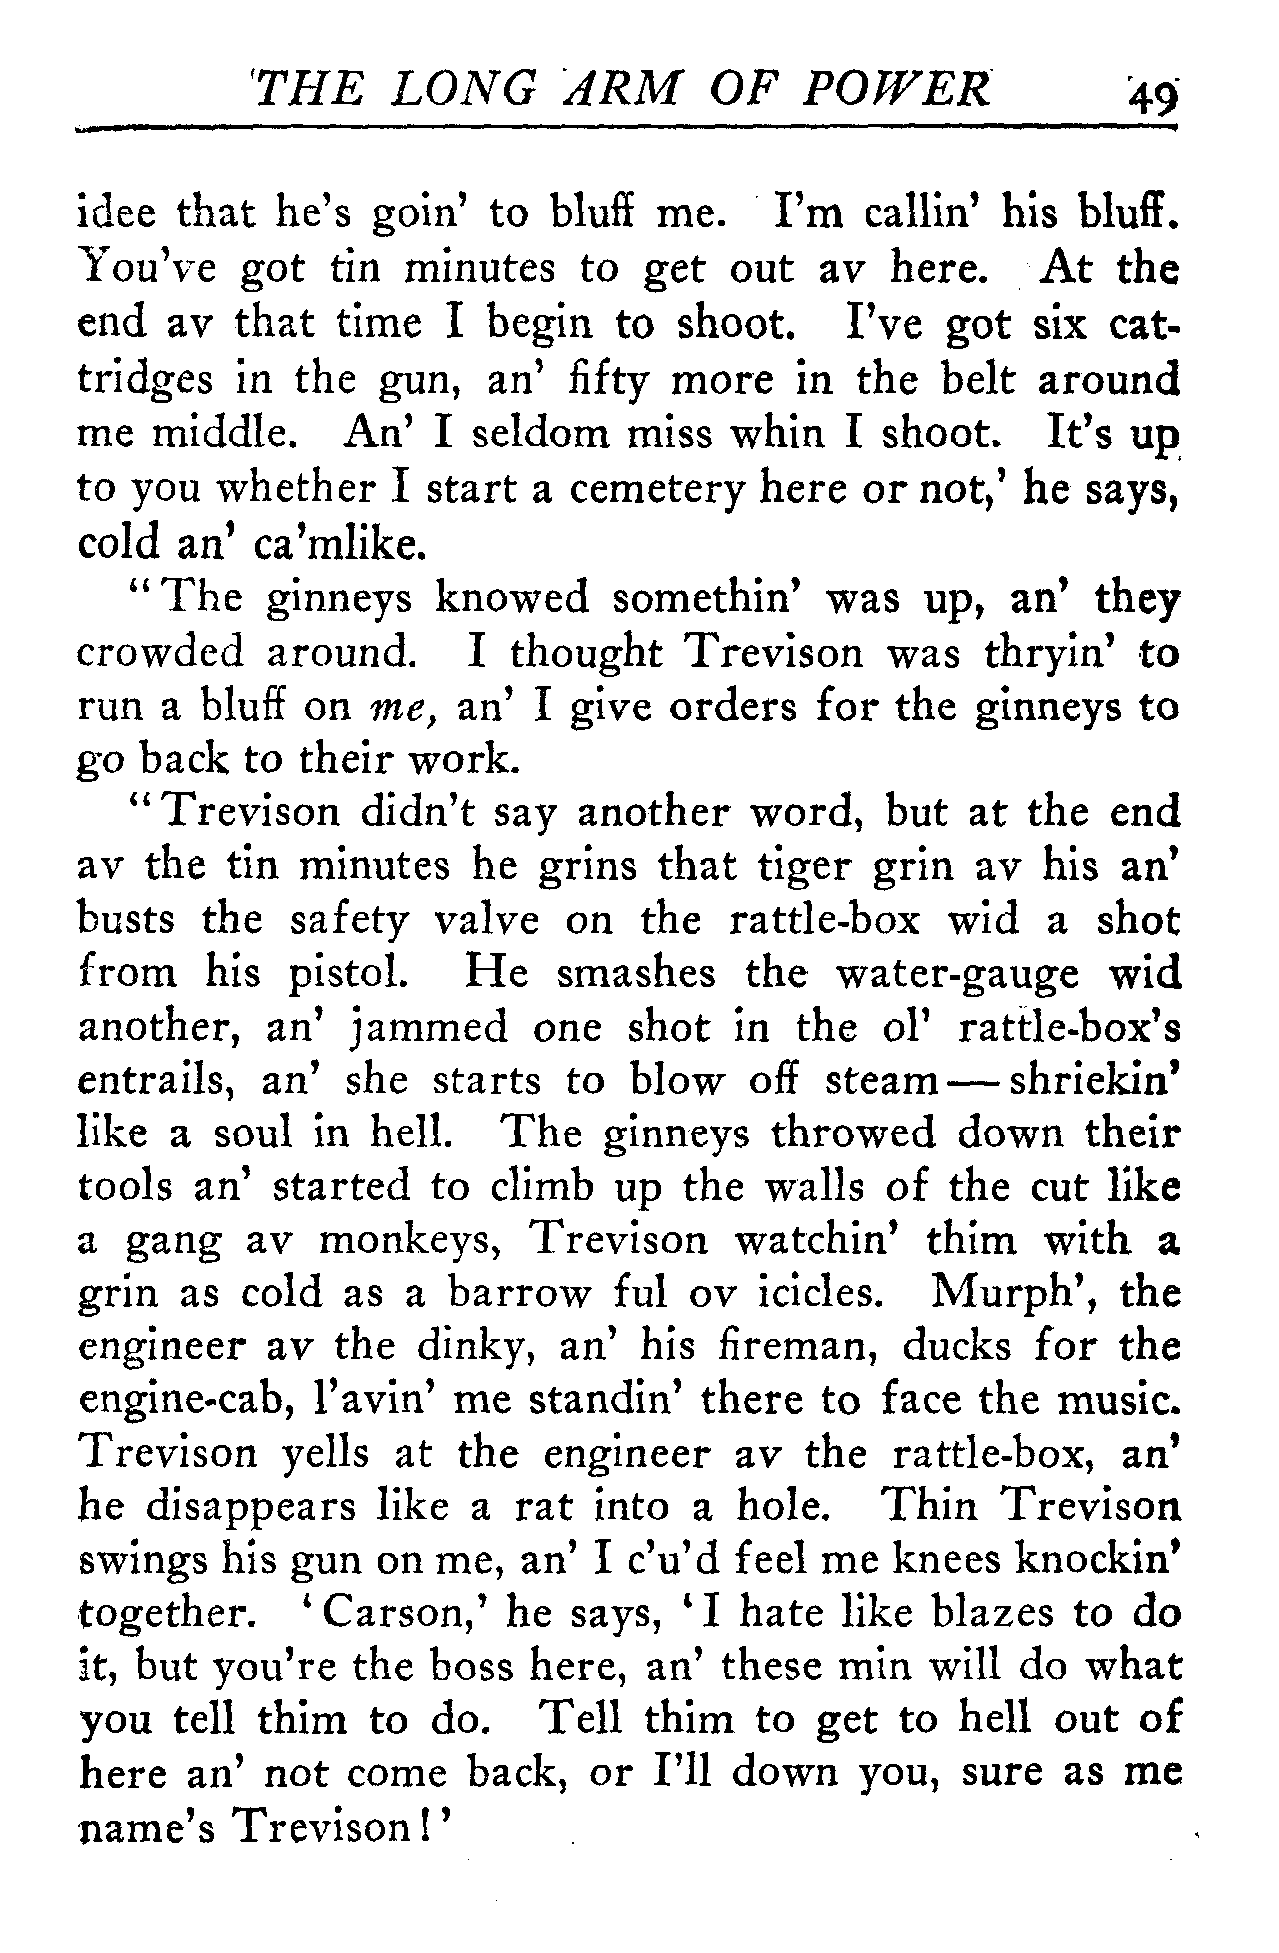 THE LONG ARM OF POWER 49
idee that he's goin' to bluff me. I'm callin' his bluff.
You've got tin minutes to get out av here. At the
end av that time I begin to shoot. I've got six cat-
tridges in the gun, an' fifty more in the belt around
me middle. An' I seldom miss whin I shoot. It's up
to you whether I start a cemetery here or not,' he says,
cold an' ca'mlike.
"The ginneys knowed somethin' was up, an' they
crowded around. I thought Trevison was thryin' to
run a bluff on me, an' I give orders for the ginneys to
go back to their work.
"Trevison didn't say another word, but at the end
av the tin minutes he grins that tiger grin av his an'
busts the safety valve on the rattle-box wid a shot
from his pistol. He smashes the water-gauge wid
another, an' jammed one shot in the ol' rattle-box's
entrails, an' she starts to blow off steam — shriekin'
like a soul in hell. The ginneys throwed down their
tools an' started to climb up the walls of the cut like
a gang av monkeys, Trevison watchin' thim with a
grin as cold as a barrow ful ov icicles. Murph', the
engineer av the dinky, an' his fireman, ducks for the
engine-cab, l'avin' me standin' there to face the music.
Trevison yells at the engineer av the rattle-box, an'
he disappears like a rat into a hole. Thin Trevison
swings his gun on me, an' I c'u'd feel me knees knockin'
together. 'Carson,' he says, 'I hate like blazes to do
it, but you're the boss here, an' these min will do what
you tell thim to do. Tell thim to get to hell out of
here an' not come back, or I'll down you, sure as me
name's Trevison!'